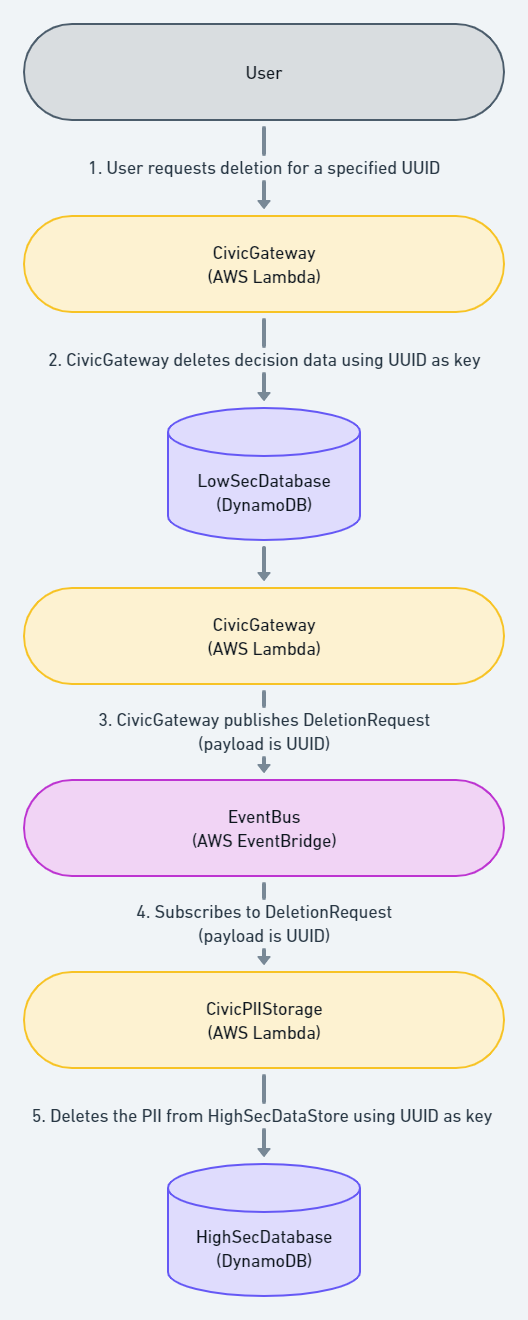 User
1. User requests deletion for a specified UUID
CivicGateway
(AWS Lambda)
2. CivicGateway deletes decision data using UUID as key
LowSecDatabase
(DynamoDB)
CivicGateway
(AWS Lambda)
3. CivicGateway publishes DeletionRequest
(payload is UUID)
EventBus
(AWS EventBridge)
4. Subscribes to DeletionRequest
(payload is UUID)
CivicPIIStorage
(AWS Lambda)
5. Deletes the PII from HighSecDataStore using UUID as key
HighSecDatabase
(DynamoDB)